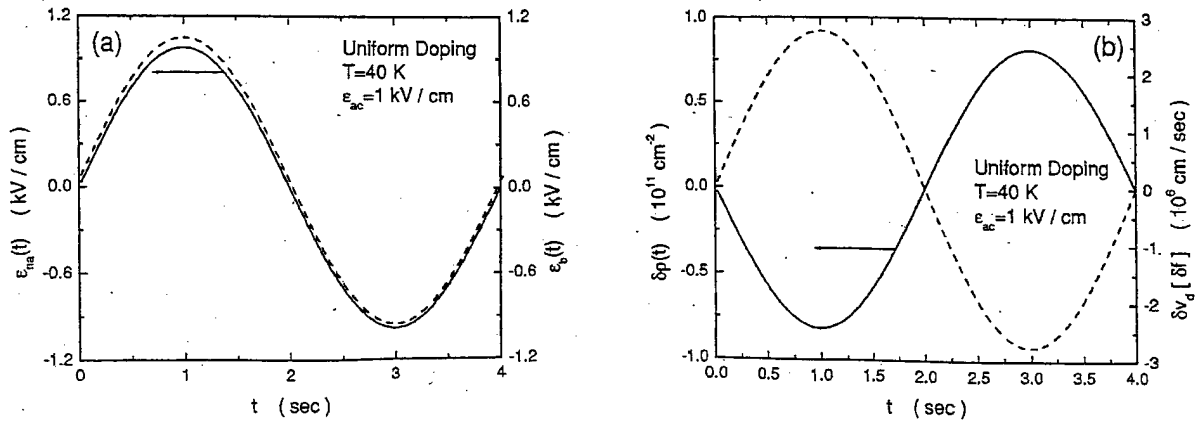 (a)
Uniform Doping
T=40 K
ε_ac=1 kV / cm
1.2
0.6
0.0
-0.6
-1.2
ε_na(t) ( kV / cm )
1.2
0.6
0.0
-0.6
-1.2
ε_b(t) ( kV / cm )
0 1 2 3 4
t ( sec )
(b)
Uniform Doping
T=40 K
ε_ac=1 kV / cm
1.0
0.5
0.0
-0.5
-1.0
δp(t) ( 10^11 cm^-2 )
3
2
1
0
-1
-2
-3
δv_d [ δf ] ( 10^6 cm / sec )
0.0 0.5 1.0 1.5 2.0 2.5 3.0 3.5 4.0
t ( sec )